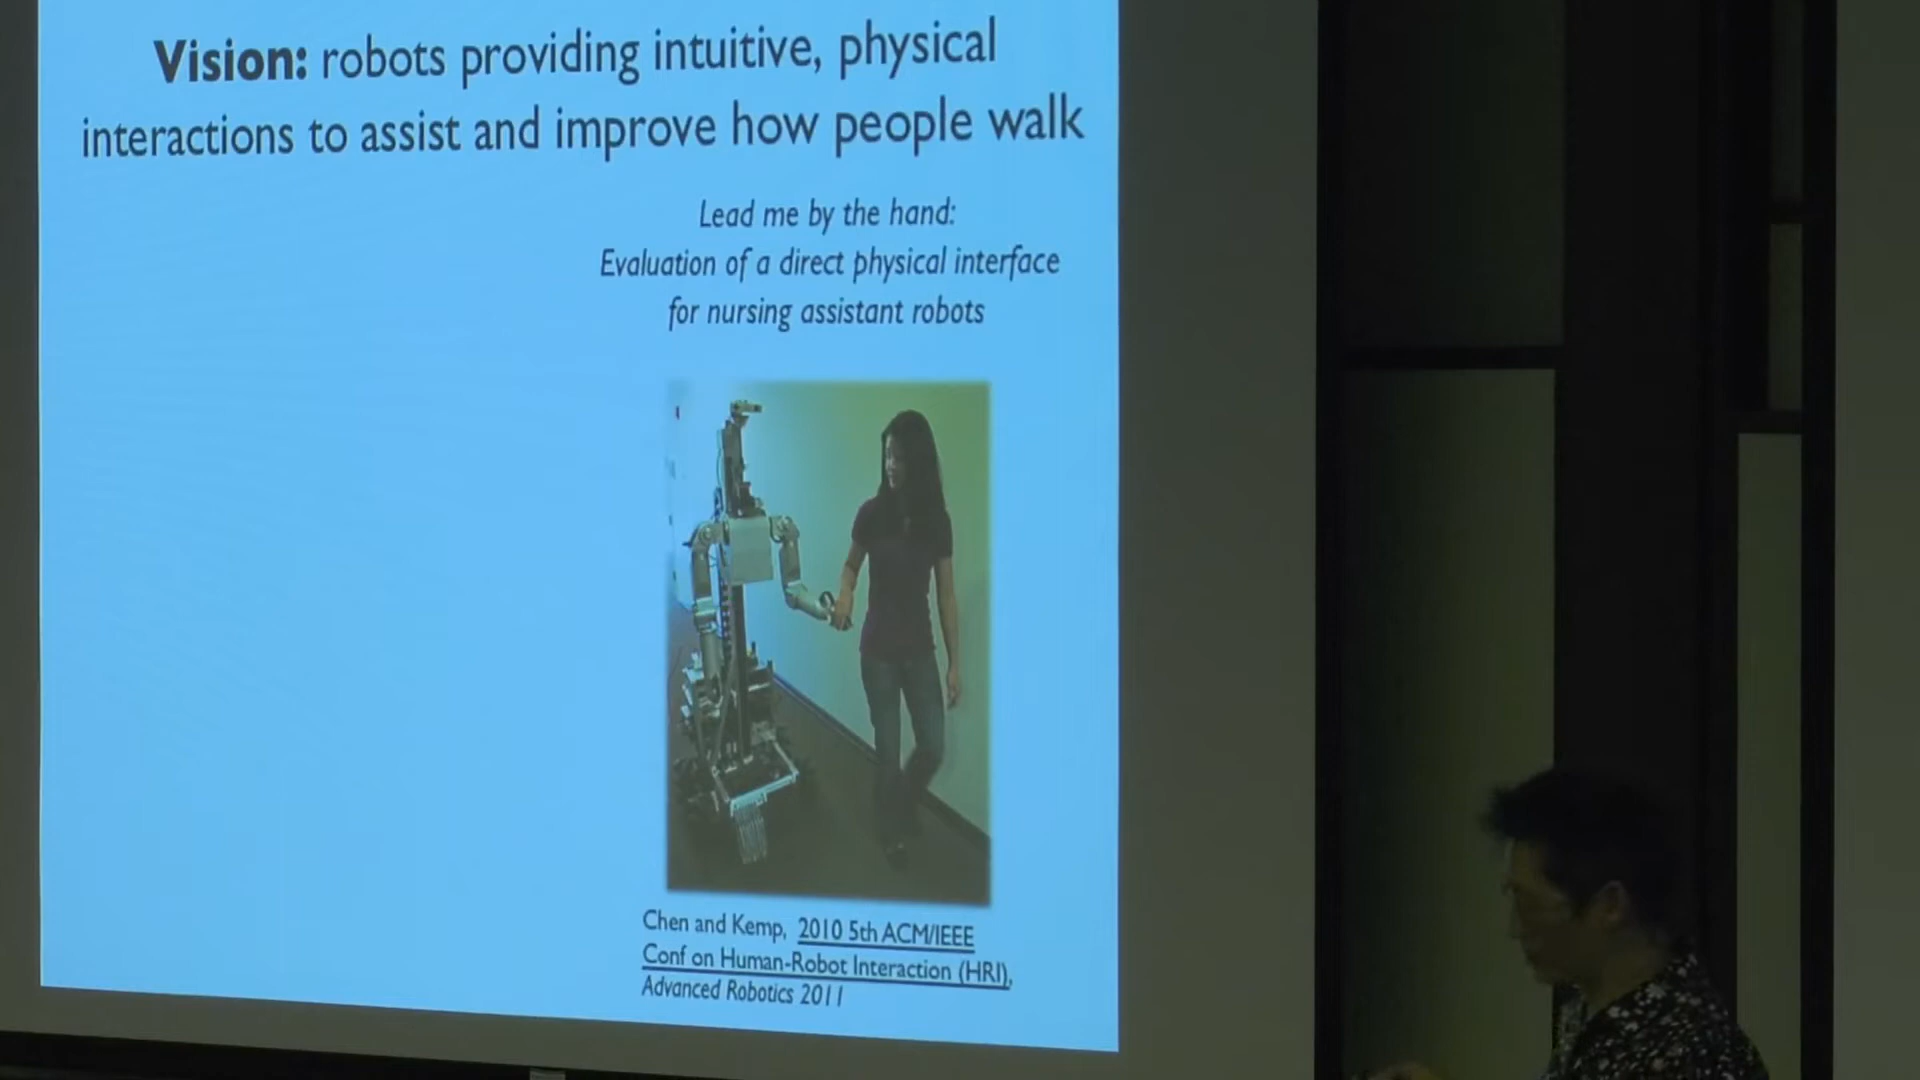 Vision: robots providing intuitive, physical
interactions to assist and improve how people walk
Lead me by the hand:
Evaluation of a direct physical interface
for nursing assistant robots
Chen and Kemp, 2010 5th ACM/IEEE
Conf on Human-Robot Interaction (HRI),
Advanced Robotics 2011